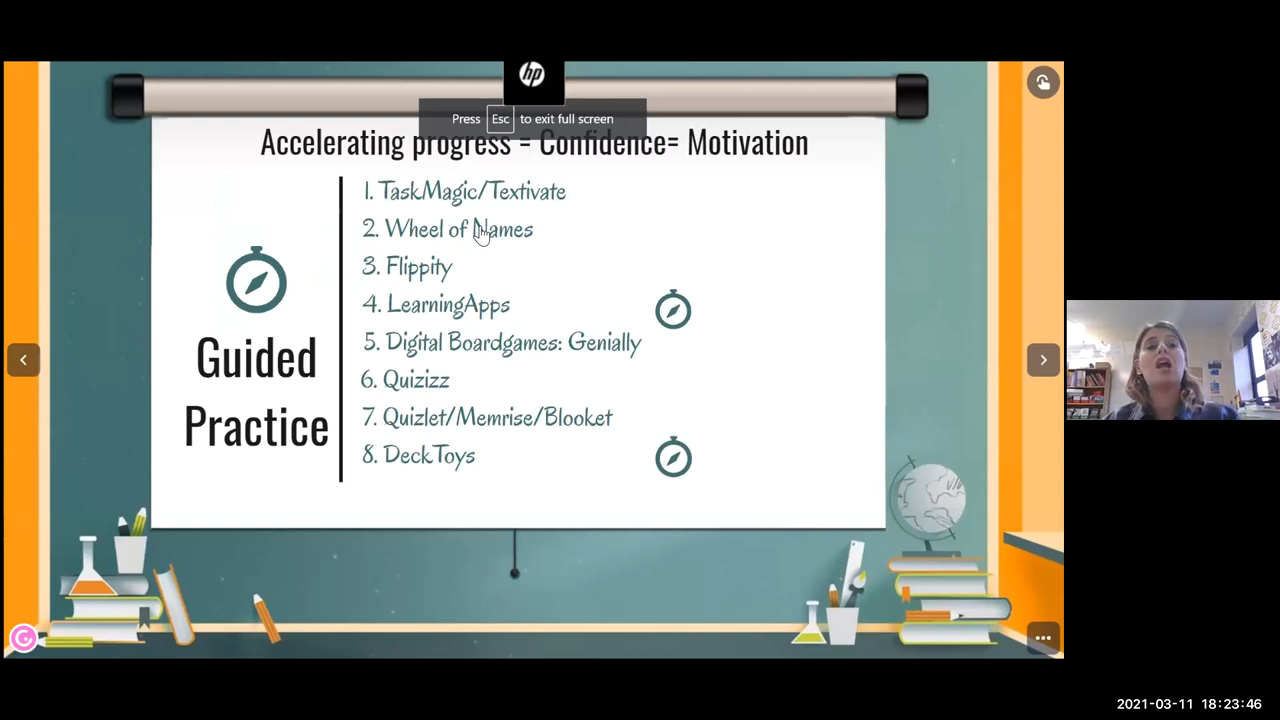 hp
Press Esc to exit full screen
Accelerating progress = Confidence= Motivation
1. TaskMagic/Textivate
2. Wheel of Names
3. Flippity
4. LearningApps
5. Digital Boardgames: Genially
6. Quizizz
7. Quizlet/Memrise/Blooket
8. DeckToys
Guided
Practice
2021-03-11 18:23:46